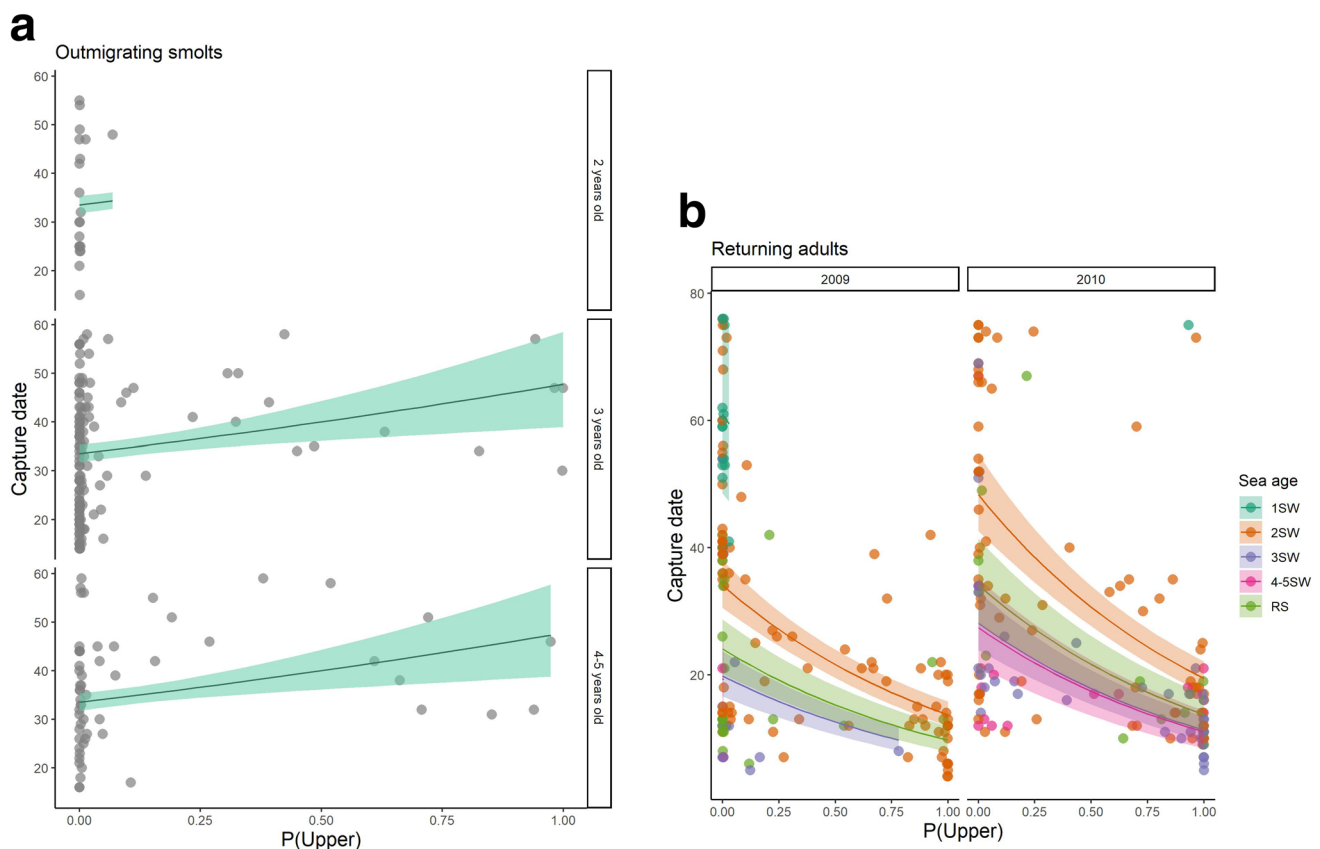 a
Outmigrating smolts
60
50
40
30
20
2 years old
60
50
40
30
20
3 years old
60
50
40
30
20
4-5 years old
Capture date
0.00 0.25 0.50 0.75 1.00
P(Upper)
b
Returning adults
2009 2010
80
60
40
20
Capture date
0.00 0.25 0.50 0.75 1.00 0.00 0.25 0.50 0.75 1.00
P(Upper)
Sea age
1SW
2SW
3SW
4-5SW
RS